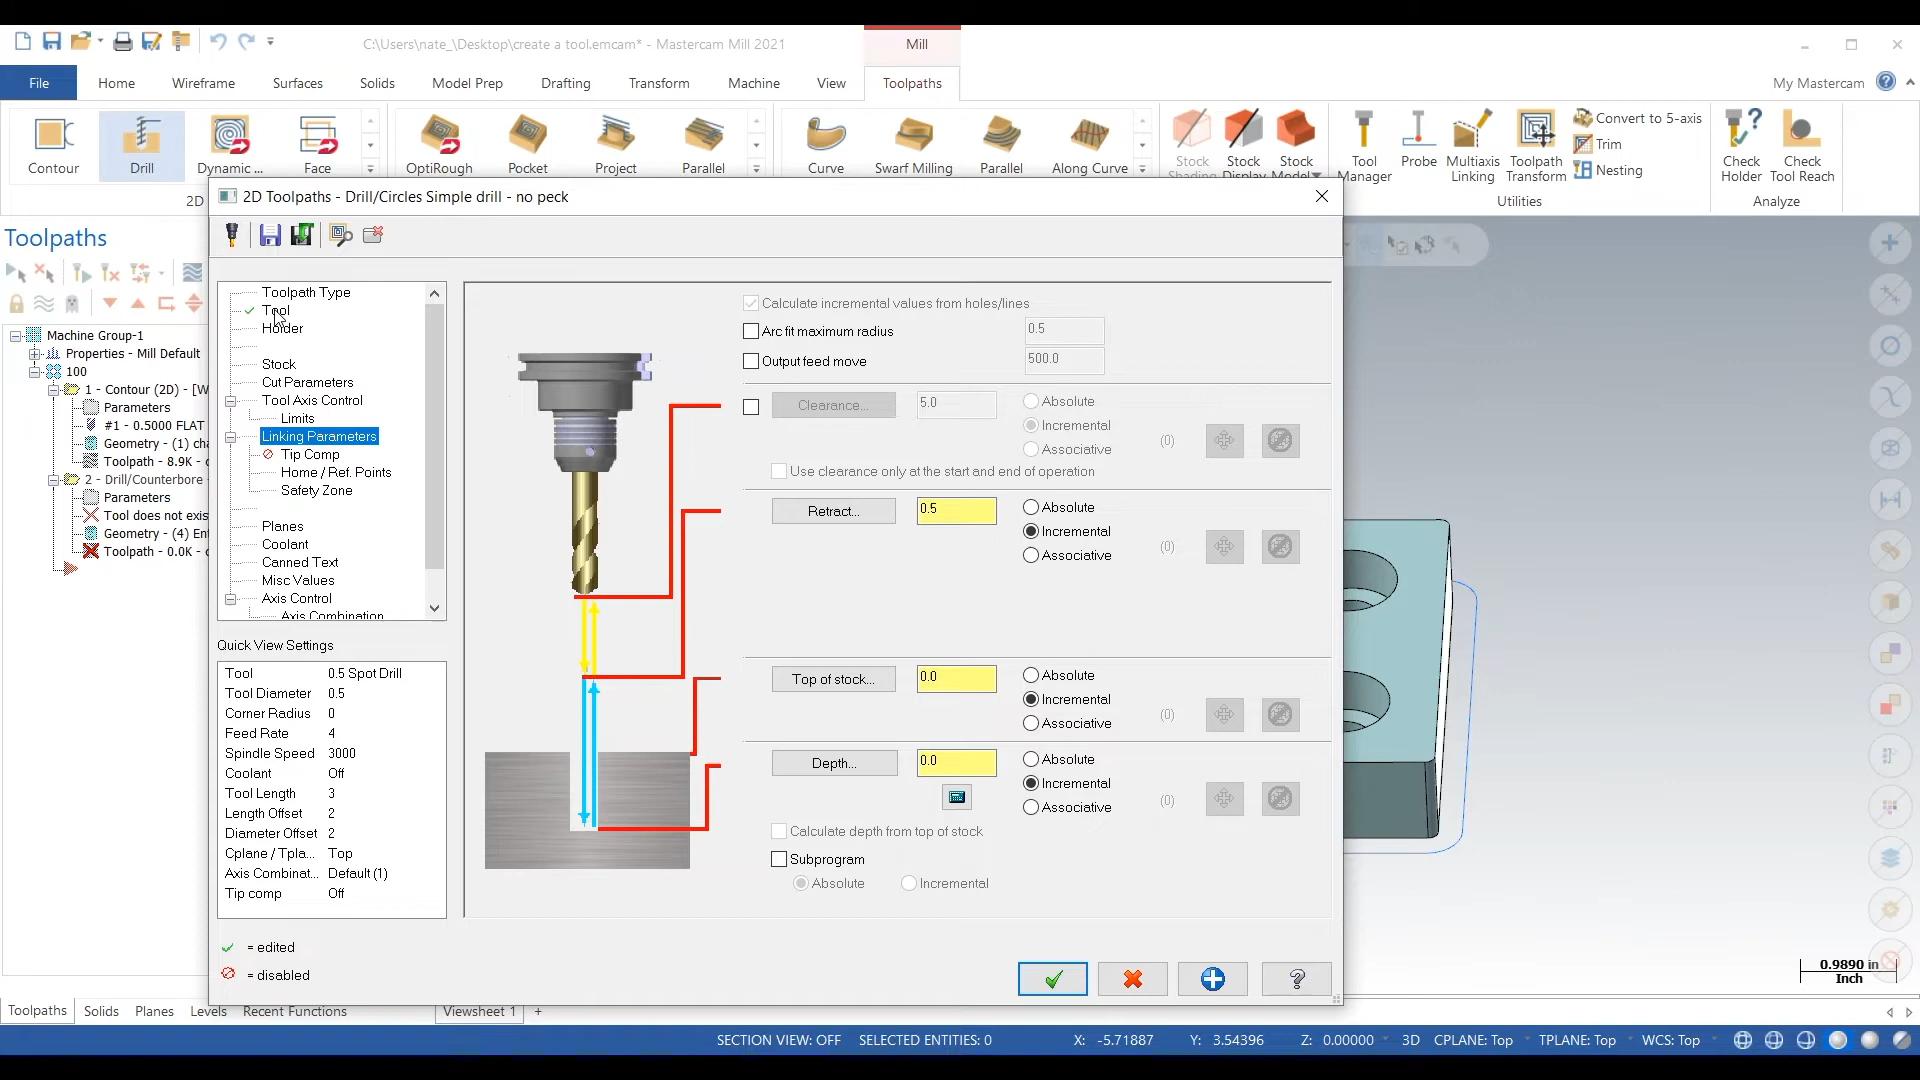 C:\Users\nate_\Desktop\create a tool.emcam* - Mastercam Mill 2021
Mill
File
Home
Wireframe
Surfaces
Solids
Model Prep
Drafting
Transform
Machine
View
Toolpaths
My Mastercam
Contour
Drill
Dynamic ...
Face
OptiRough
Pocket
Project
Parallel
Curve
Swarf Milling
Parallel
Along Curve
Stock
Shading
Stock
Display
Stock
Model
Tool
Manager
Probe
Multiaxis
Linking
Toolpath
Transform
Convert to 5-axis
Trim
Nesting
Check
Holder
Check
Tool Reach
2D
Utilities
Analyze
2D Toolpaths - Drill/Circles Simple drill - no peck
Toolpaths
Machine Group-1
Properties - Mill Default
100
1 - Contour (2D) - [W
Parameters
#1 - 0.5000 FLAT
Geometry - (1) cha
Toolpath - 8.9K - c
2 - Drill/Counterbore
Parameters
Tool does not exis
Geometry - (4) Ent
Toolpath - 0.0K - c
Toolpath Type
Tool
Holder
Stock
Cut Parameters
Tool Axis Control
Limits
Linking Parameters
Tip Comp
Home / Ref. Points
Safety Zone
Planes
Coolant
Canned Text
Misc Values
Axis Control
Axis Combination
Quick View Settings
Tool 0.5 Spot Drill
Tool Diameter 0.5
Corner Radius 0
Feed Rate 4
Spindle Speed 3000
Coolant Off
Tool Length 3
Length Offset 2
Diameter Offset 2
Cplane / Tpla... Top
Axis Combinat... Default (1)
Tip comp Off
= edited
= disabled
Calculate incremental values from holes/lines
Arc fit maximum radius 0.5
Output feed move 500.0
Clearance... 5.0
Absolute
Incremental
Associative
(0)
Use clearance only at the start and end of operation
Retract... 0.5
Absolute
Incremental
Associative
(0)
Top of stock... 0.0
Absolute
Incremental
Associative
(0)
Depth... 0.0
Absolute
Incremental
Associative
(0)
Calculate depth from top of stock
Subprogram
Absolute Incremental
0.9890 in
Inch
Toolpaths
Solids
Planes
Levels
Recent Functions
Viewsheet 1
+
SECTION VIEW: OFF
SELECTED ENTITIES: 0
X: -5.71887
Y: 3.54396
Z: 0.00000
3D
CPLANE: Top
TPLANE: Top
WCS: Top